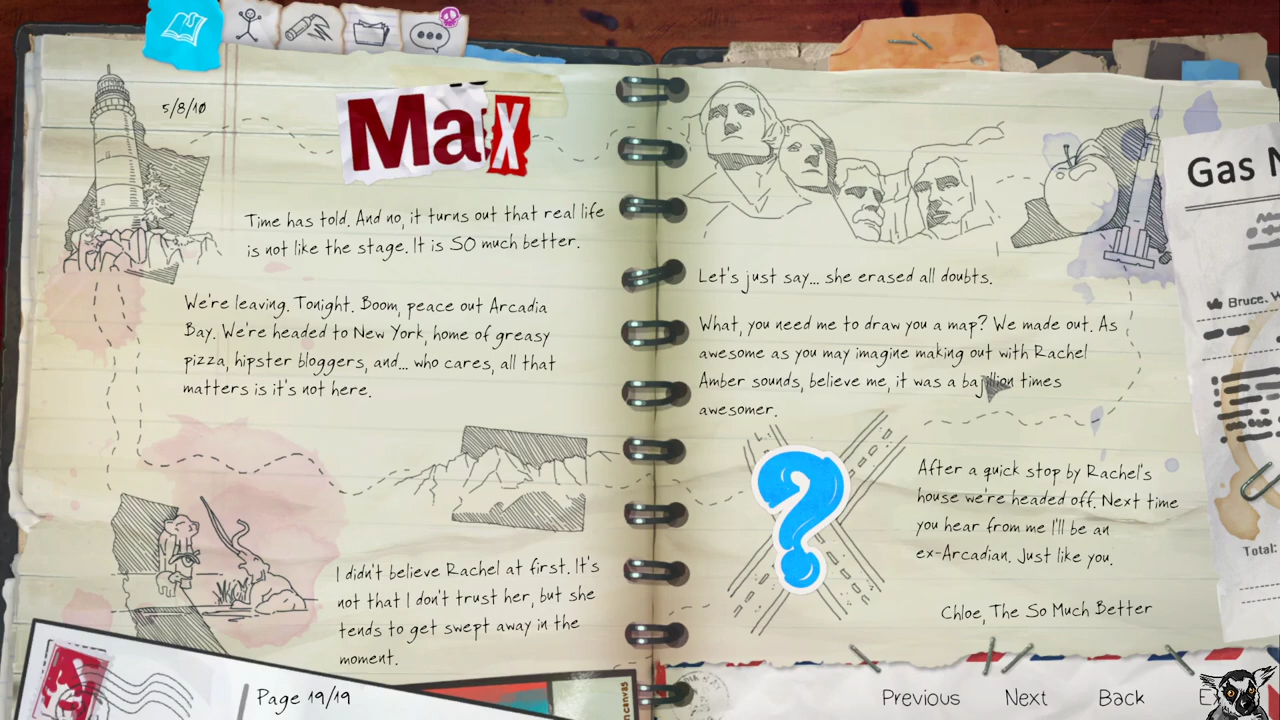 5/8/10
Max
Time has told. And no, it turns out that real life
is not like the stage. It is SO much better.
We're leaving. Tonight. Boom, peace out Arcadia
Bay. We're headed to New York, home of greasy
pizza, hipster bloggers, and... who cares, all that
matters is it's not here.
I didn't believe Rachel at first. It's
not that I don't trust her, but she
tends to get swept away in the
moment.
Page 19/19
Let's just say... she erased all doubts.
What, you need me to draw you a map? We made out. As
awesome as you may imagine making out with Rachel
Amber sounds, believe me, it was a bajillion times
awesomer.
?
After a quick stop by Rachel's
house we're headed off. Next time
you hear from me I'll be an
ex-Arcadian. Just like you.
Chloe, The So Much Better
Gas
Bruce.
Total:
Previous
Next
Back